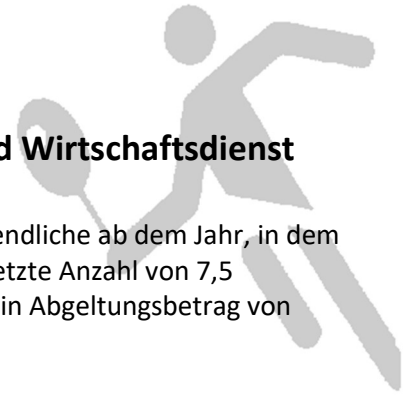 d Wirtschaftsdienst
endliche ab dem Jahr, in dem
etzte Anzahl von 7,5
in Abgeltungsbetrag von